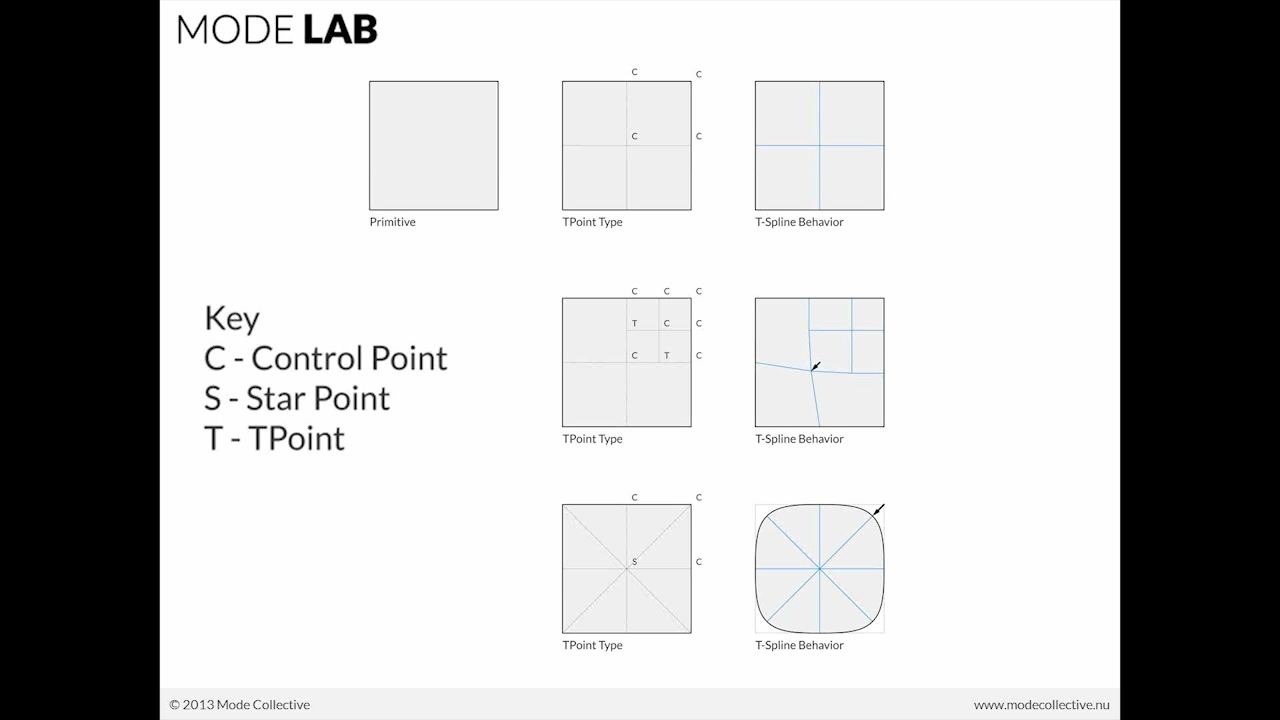 MODE LAB
C
C
C
C
Primitive
TPoint Type
T-Spline Behavior
C C C
T C C
C T C
Key
C - Control Point
S - Star Point
T - TPoint
TPoint Type
T-Spline Behavior
C C
S C
TPoint Type
T-Spline Behavior
© 2013 Mode Collective
www.modecollective.nu